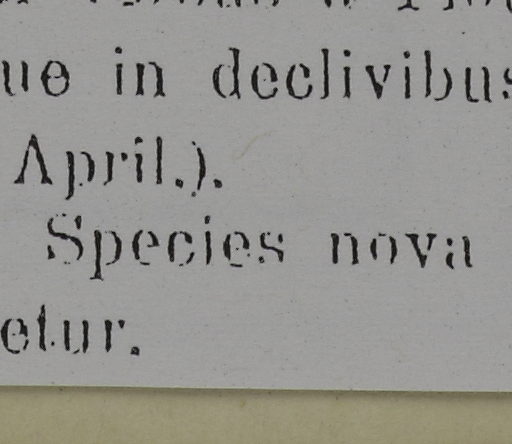 ue in declivibus
April.).
Species nova
etur.